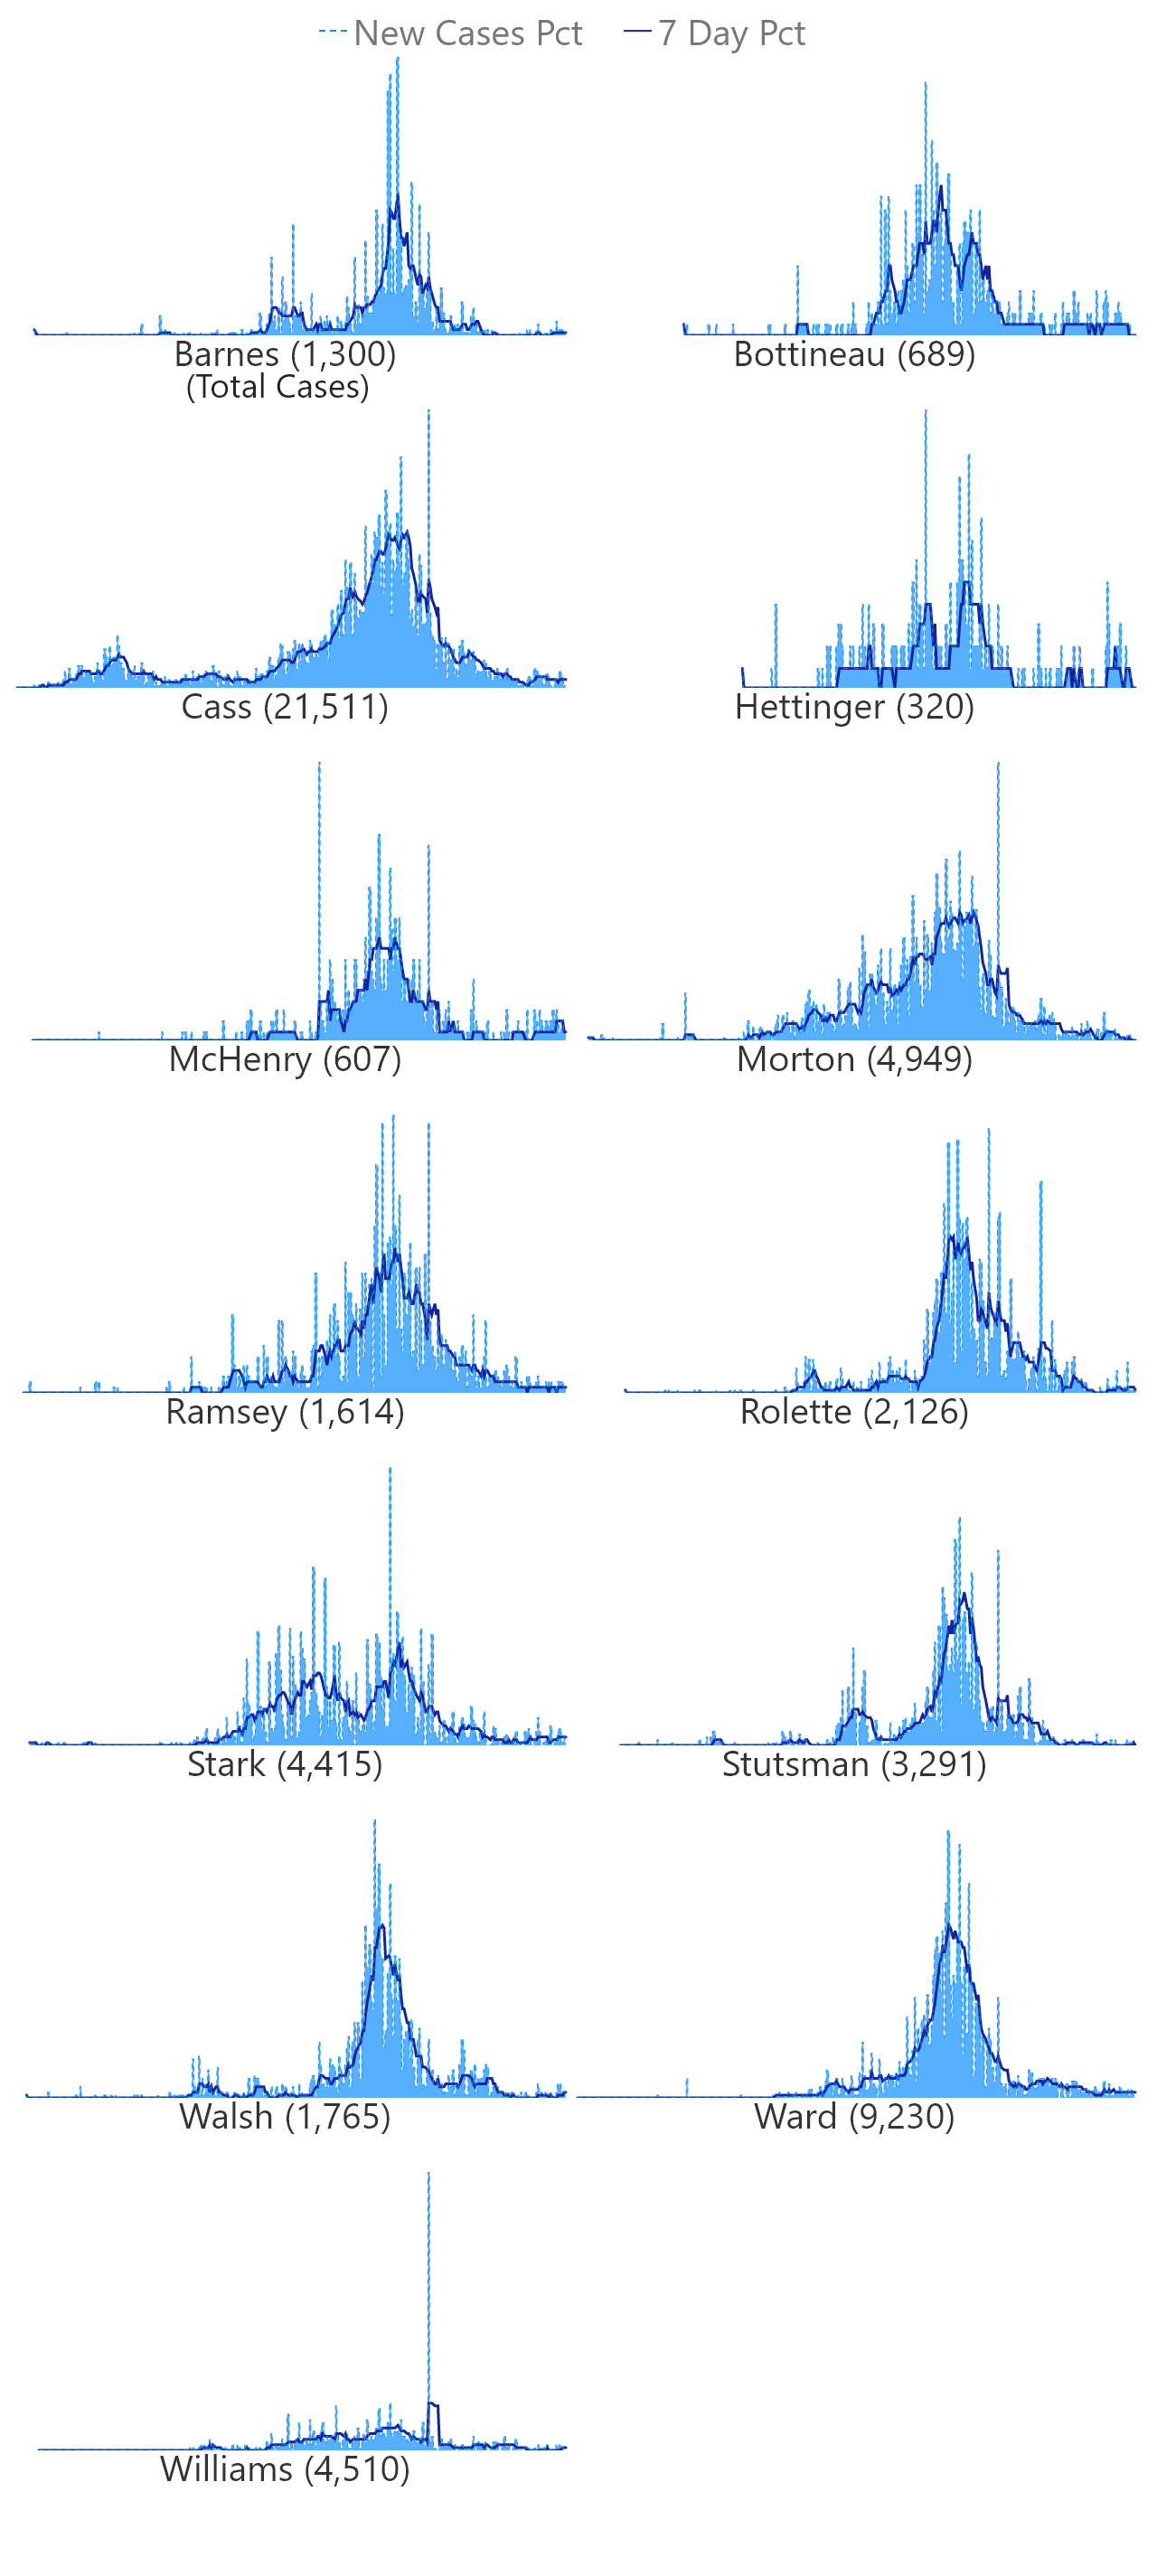 New Cases Pct 7 Day Pct
Barnes (1,300)
(Total Cases)
Bottineau (689)
Cass (21,511)
Hettinger (320)
McHenry (607)
Morton (4,949)
Ramsey (1,614)
Rolette (2,126)
Stark (4,415)
Stutsman (3,291)
Walsh (1,765)
Ward (9,230)
Williams (4,510)